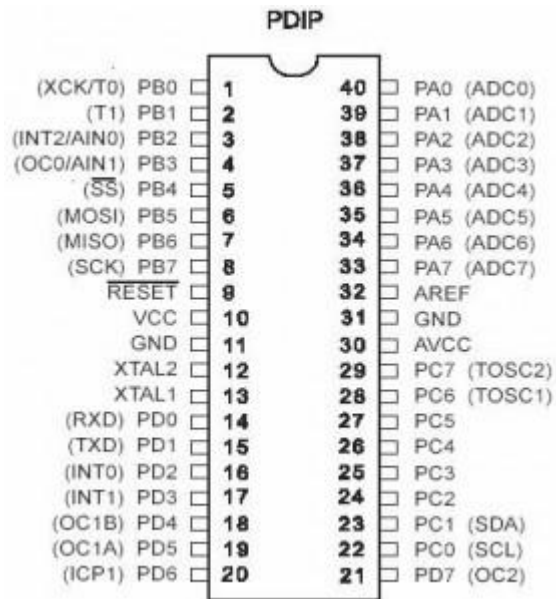 PDIP
(XCK/T0) PB0 1 40 PA0 (ADC0)
(T1) PB1 2 39 PA1 (ADC1)
(INT2/AIN0) PB2 3 38 PA2 (ADC2)
(OC0/AIN1) PB3 4 37 PA3 (ADC3)
(SS) PB4 5 36 PA4 (ADC4)
(MOSI) PB5 6 35 PA5 (ADC5)
(MISO) PB6 7 34 PA6 (ADC6)
(SCK) PB7 8 33 PA7 (ADC7)
RESET 9 32 AREF
VCC 10 31 GND
GND 11 30 AVCC
XTAL2 12 29 PC7 (TOSC2)
XTAL1 13 28 PC6 (TOSC1)
(RXD) PD0 14 27 PC5
(TXD) PD1 15 26 PC4
(INT0) PD2 16 25 PC3
(INT1) PD3 17 24 PC2
(OC1B) PD4 18 23 PC1 (SDA)
(OC1A) PD5 19 22 PC0 (SCL)
(ICP1) PD6 20 21 PD7 (OC2)